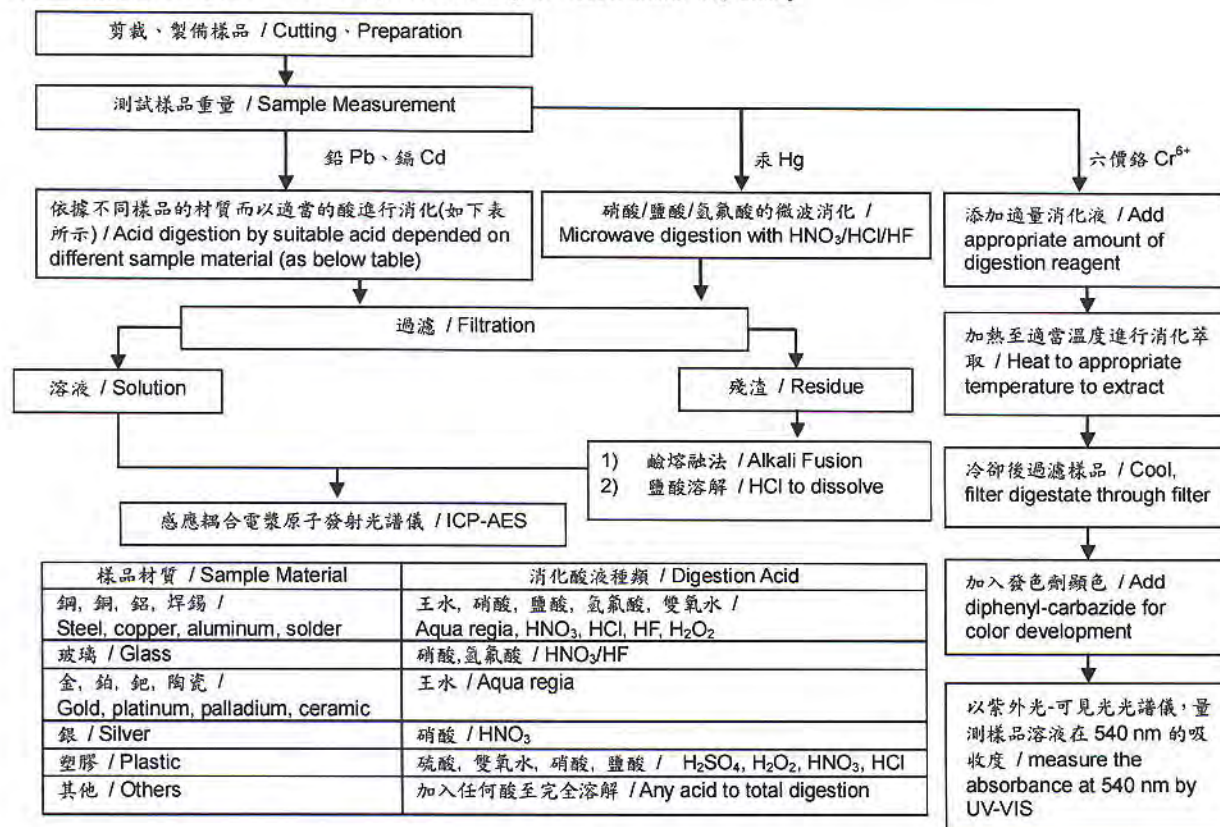 剪裁、製備樣品 / Cutting、Preparation
測試樣品重量 / Sample Measurement
鉛 Pb、鎘 Cd
汞 Hg
六價鉻 Cr⁶⁺
依據不同樣品的材質而以適當的酸進行消化(如下表
所示) / Acid digestion by suitable acid depended on
different sample material (as below table)
硝酸/鹽酸/氫氟酸的微波消化 /
Microwave digestion with HNO₃/HCl/HF
添加適量消化液 / Add
appropriate amount of
digestion reagent
過濾 / Filtration
加熱至適當溫度進行消化萃
取 / Heat to appropriate
temperature to extract
溶液 / Solution
殘渣 / Residue
1) 鹼熔融法 / Alkali Fusion
2) 鹽酸溶解 / HCl to dissolve
冷卻後過濾樣品 / Cool,
filter digestate through filter
感應耦合電漿原子發射光譜儀 / ICP-AES
加入發色劑顯色 / Add
diphenyl-carbazide for
color development
以紫外光-可見光光譜儀,量
測樣品溶液在 540 nm 的吸
收度 / measure the
absorbance at 540 nm by
UV-VIS
樣品材質 / Sample Material 消化酸液種類 / Digestion Acid
鋼, 銅, 鋁, 焊錫 / 王水, 硝酸, 鹽酸, 氫氟酸, 雙氧水 /
Steel, copper, aluminum, solder Aqua regia, HNO₃, HCl, HF, H₂O₂
玻璃 / Glass 硝酸,氫氟酸 / HNO₃/HF
金, 鉑, 鈀, 陶瓷 / 王水 / Aqua regia
Gold, platinum, palladium, ceramic
銀 / Silver 硝酸 / HNO₃
塑膠 / Plastic 硫酸, 雙氧水, 硝酸, 鹽酸 / H₂SO₄, H₂O₂, HNO₃, HCl
其他 / Others 加入任何酸至完全溶解 / Any acid to total digestion